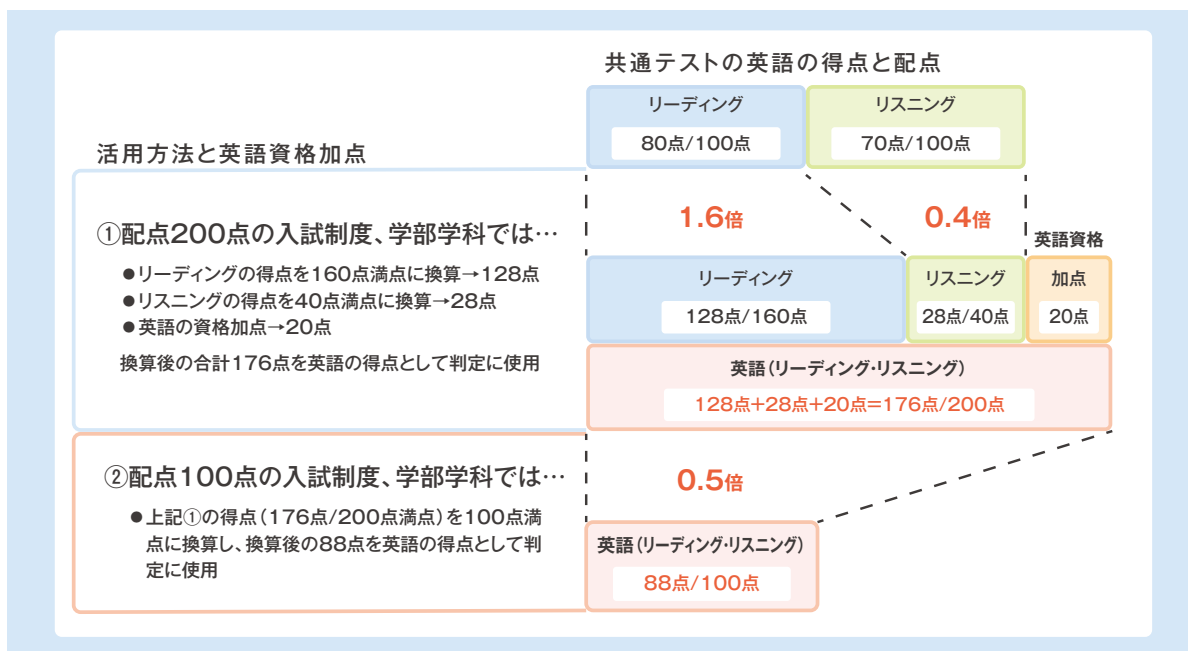 共通テストの英語の得点と配点
リーディング
80点/100点
リスニング
70点/100点
活用方法と英語資格加点
①配点200点の入試制度、学部学科では…
●リーディングの得点を160点満点に換算→128点
●リスニングの得点を40点満点に換算→28点
●英語の資格加点→20点
換算後の合計176点を英語の得点として判定に使用
1.6倍
0.4倍
英語資格
リーディング
128点/160点
リスニング
28点/40点
加点
20点
英語(リーディング・リスニング)
128点+28点+20点=176点/200点
②配点100点の入試制度、学部学科では…
●上記①の得点(176点/200点満点)を100点満
点に換算し、換算後の88点を英語の得点として判
定に使用
0.5倍
英語(リーディング・リスニング)
88点/100点